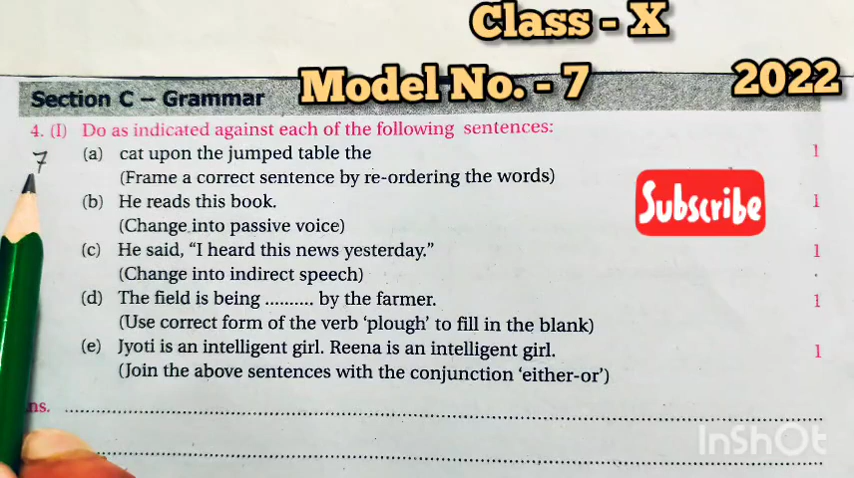 Class - X
Model No. - 7 2022
Section C – Grammar
4. (I) Do as indicated against each of the following sentences:
7 (a) cat upon the jumped table the 1
(Frame a correct sentence by re-ordering the words)
Subscribe
(b) He reads this book. 1
(Change into passive voice)
(c) He said, “I heard this news yesterday.” 1
(Change into indirect speech)
(d) The field is being .......... by the farmer. 1
(Use correct form of the verb ‘plough’ to fill in the blank)
(e) Jyoti is an intelligent girl. Reena is an intelligent girl. 1
(Join the above sentences with the conjunction ‘either-or’)
ns.
InShOt